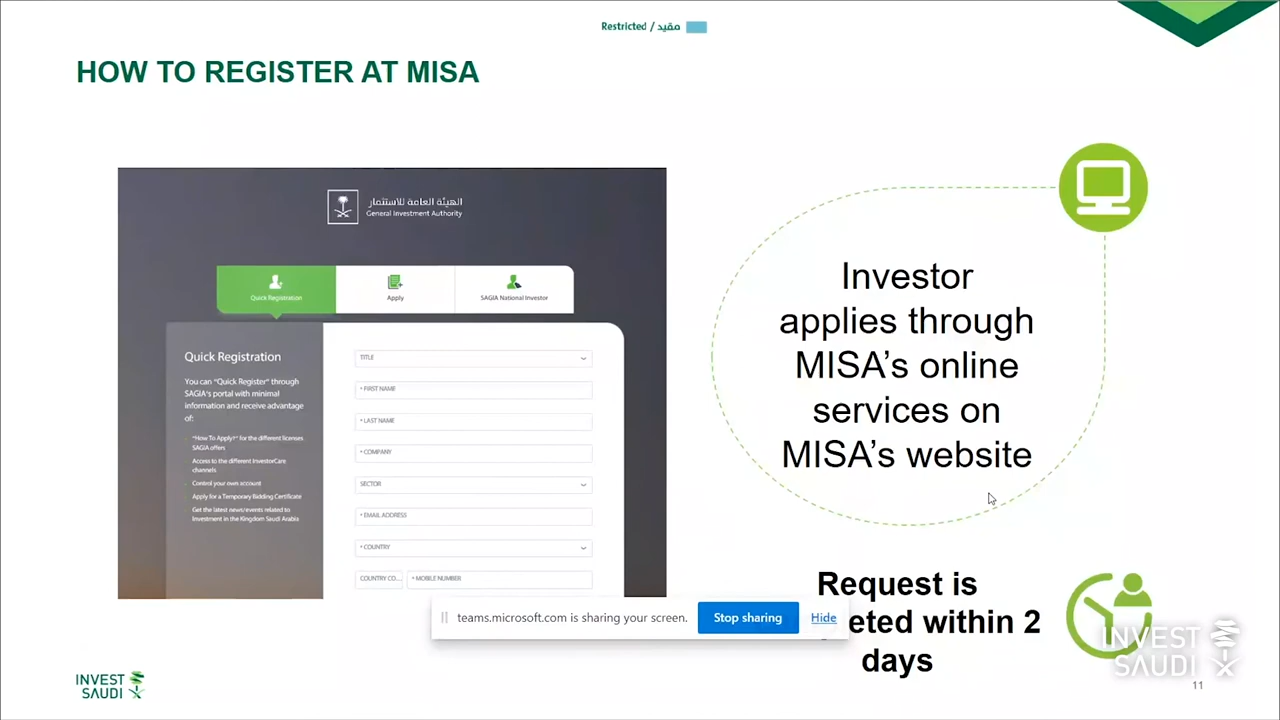 Restricted / مقيد
HOW TO REGISTER AT MISA
الهيئة العامة للاستثمار
General Investment Authority
Quick Registration
Apply
SAGIA National Investor
Quick Registration
You can "Quick Register" through
SAGIA's portal with minimal
information and receive advantage
of:
"How To Apply?" for the different licenses
SAGIA offers
Access to the different InvestorCare
channels
Control your own account
Apply for a Temporary Bidding Certificate
Get the latest news/events related to
Investment in the Kingdom Saudi Arabia
TITLE
* FIRST NAME
* LAST NAME
* COMPANY
SECTOR
* EMAIL ADDRESS
* COUNTRY
COUNTRY CO... * MOBILE NUMBER
Investor
applies through
MISA’s online
services on
MISA’s website
Request is
eted within 2
days
teams.microsoft.com is sharing your screen. Stop sharing Hide
INVEST
SAUDI
INVEST
SAUDI
11